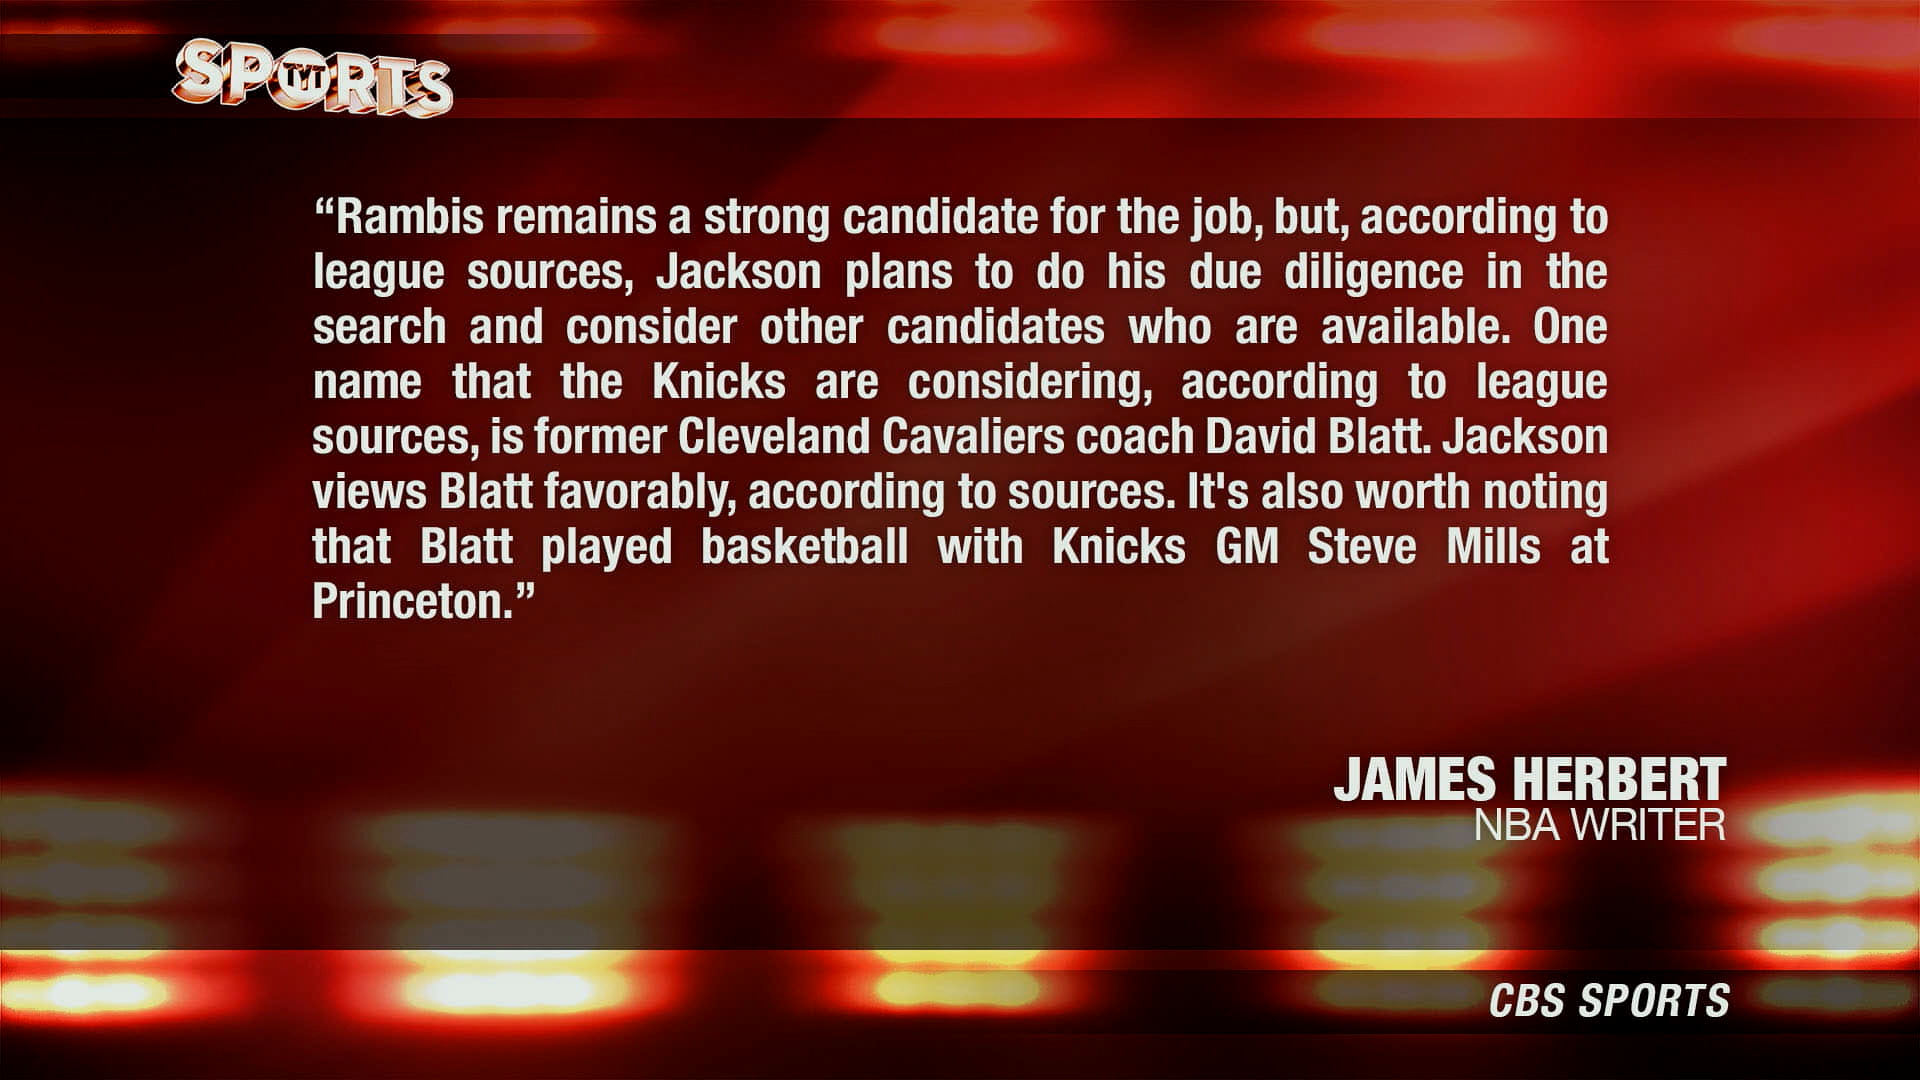 SPORTS
TYT
“Rambis remains a strong candidate for the job, but, according to
league sources, Jackson plans to do his due diligence in the
search and consider other candidates who are available. One
name that the Knicks are considering, according to league
sources, is former Cleveland Cavaliers coach David Blatt. Jackson
views Blatt favorably, according to sources. It's also worth noting
that Blatt played basketball with Knicks GM Steve Mills at
Princeton.”
JAMES HERBERT
NBA WRITER
CBS SPORTS